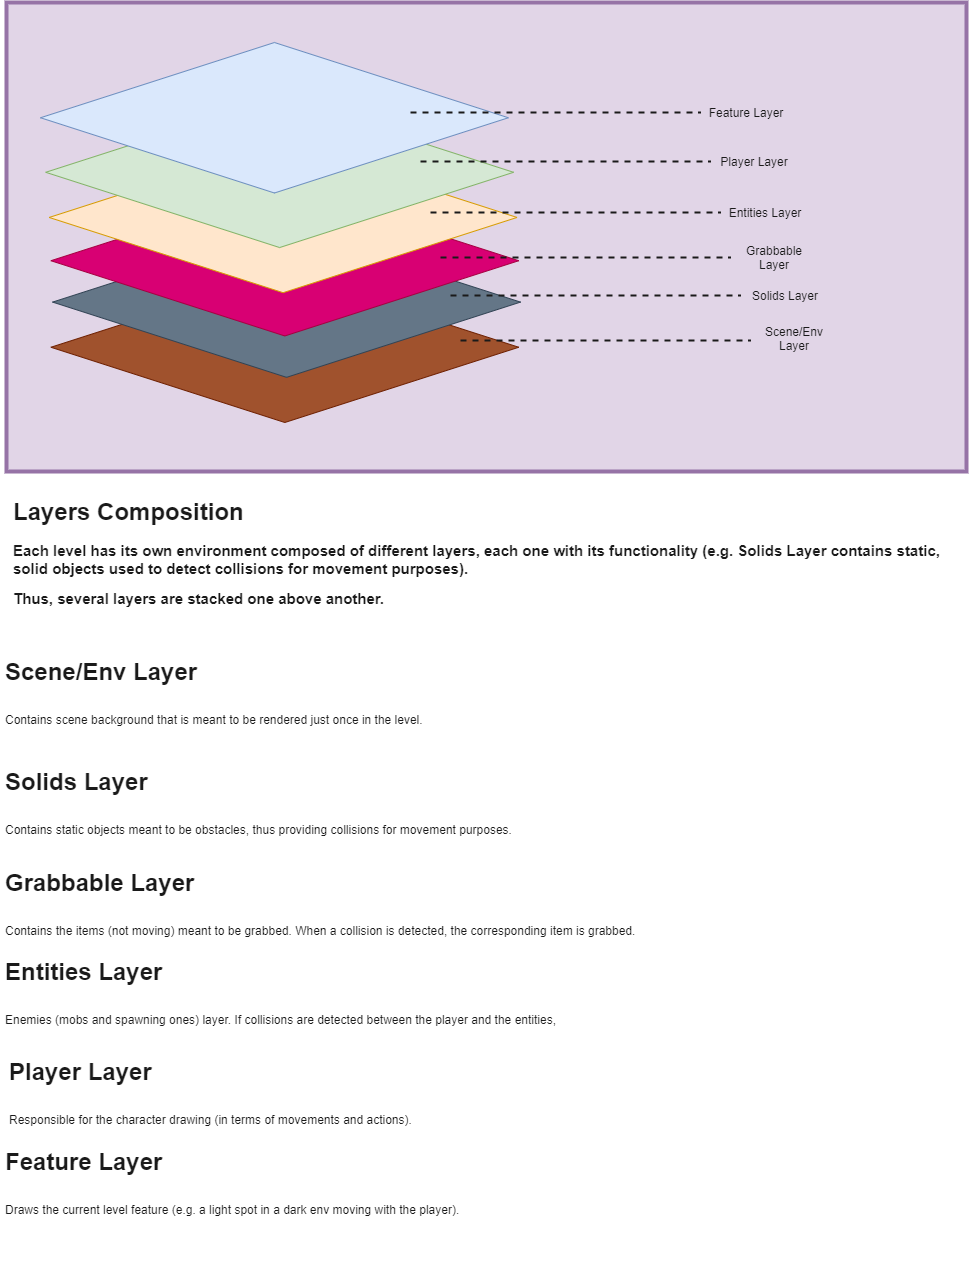 Feature Layer
Player Layer
Entities Layer
Grabbable
Layer
Solids Layer
Scene/Env
Layer
Layers Composition
Each level has its own environment composed of different layers, each one with its functionality (e.g. Solids Layer contains static,
solid objects used to detect collisions for movement purposes).
Thus, several layers are stacked one above another.
Scene/Env Layer
Contains scene background that is meant to be rendered just once in the level.
Solids Layer
Contains static objects meant to be obstacles, thus providing collisions for movement purposes.
Grabbable Layer
Contains the items (not moving) meant to be grabbed. When a collision is detected, the corresponding item is grabbed.
Entities Layer
Enemies (mobs and spawning ones) layer. If collisions are detected between the player and the entities,
Player Layer
Responsible for the character drawing (in terms of movements and actions).
Feature Layer
Draws the current level feature (e.g. a light spot in a dark env moving with the player).